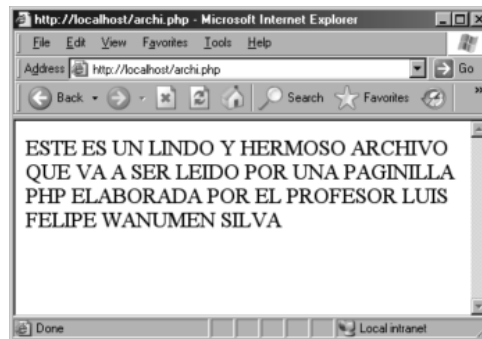 http://localhost/archi.php - Microsoft Internet Explorer
File Edit View Favorites Tools Help
Address http://localhost/archi.php Go
Back Search Favorites »
ESTE ES UN LINDO Y HERMOSO ARCHIVO
QUE VA A SER LEIDO POR UNA PAGINILLA
PHP ELABORADA POR EL PROFESOR LUIS
FELIPE WANUMEN SILVA
Done Local intranet